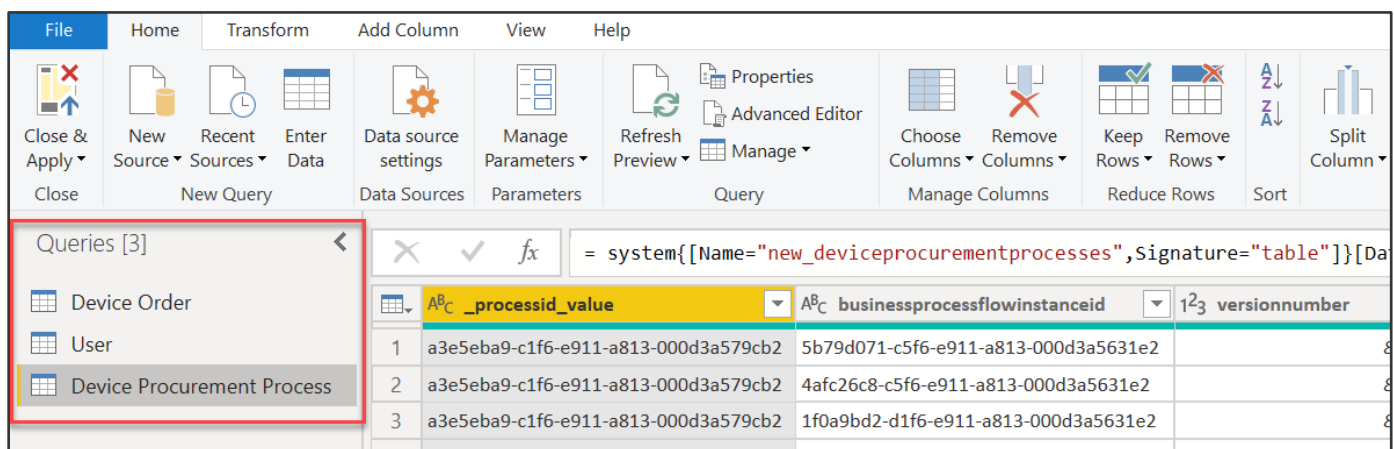 File Home Transform Add Column View Help
Properties
Advanced Editor
Manage
Close & Apply
New Source
Recent Sources
Enter Data
Data source settings
Manage Parameters
Refresh Preview
Choose Columns
Remove Columns
Keep Rows
Remove Rows
Split Column
Close New Query Data Sources Parameters Query Manage Columns Reduce Rows Sort
Queries [3]
Device Order
User
Device Procurement Process
fx = system{[Name="new_deviceprocurementprocesses",Signature="table"]}[Da
ABC _processid_value ABC businessprocessflowinstanceid 123 versionnumber
1 a3e5eba9-c1f6-e911-a813-000d3a579cb2 5b79d071-c5f6-e911-a813-000d3a5631e2
2 a3e5eba9-c1f6-e911-a813-000d3a579cb2 4afc26c8-c5f6-e911-a813-000d3a5631e2
3 a3e5eba9-c1f6-e911-a813-000d3a579cb2 1f0a9bd2-d1f6-e911-a813-000d3a5631e2